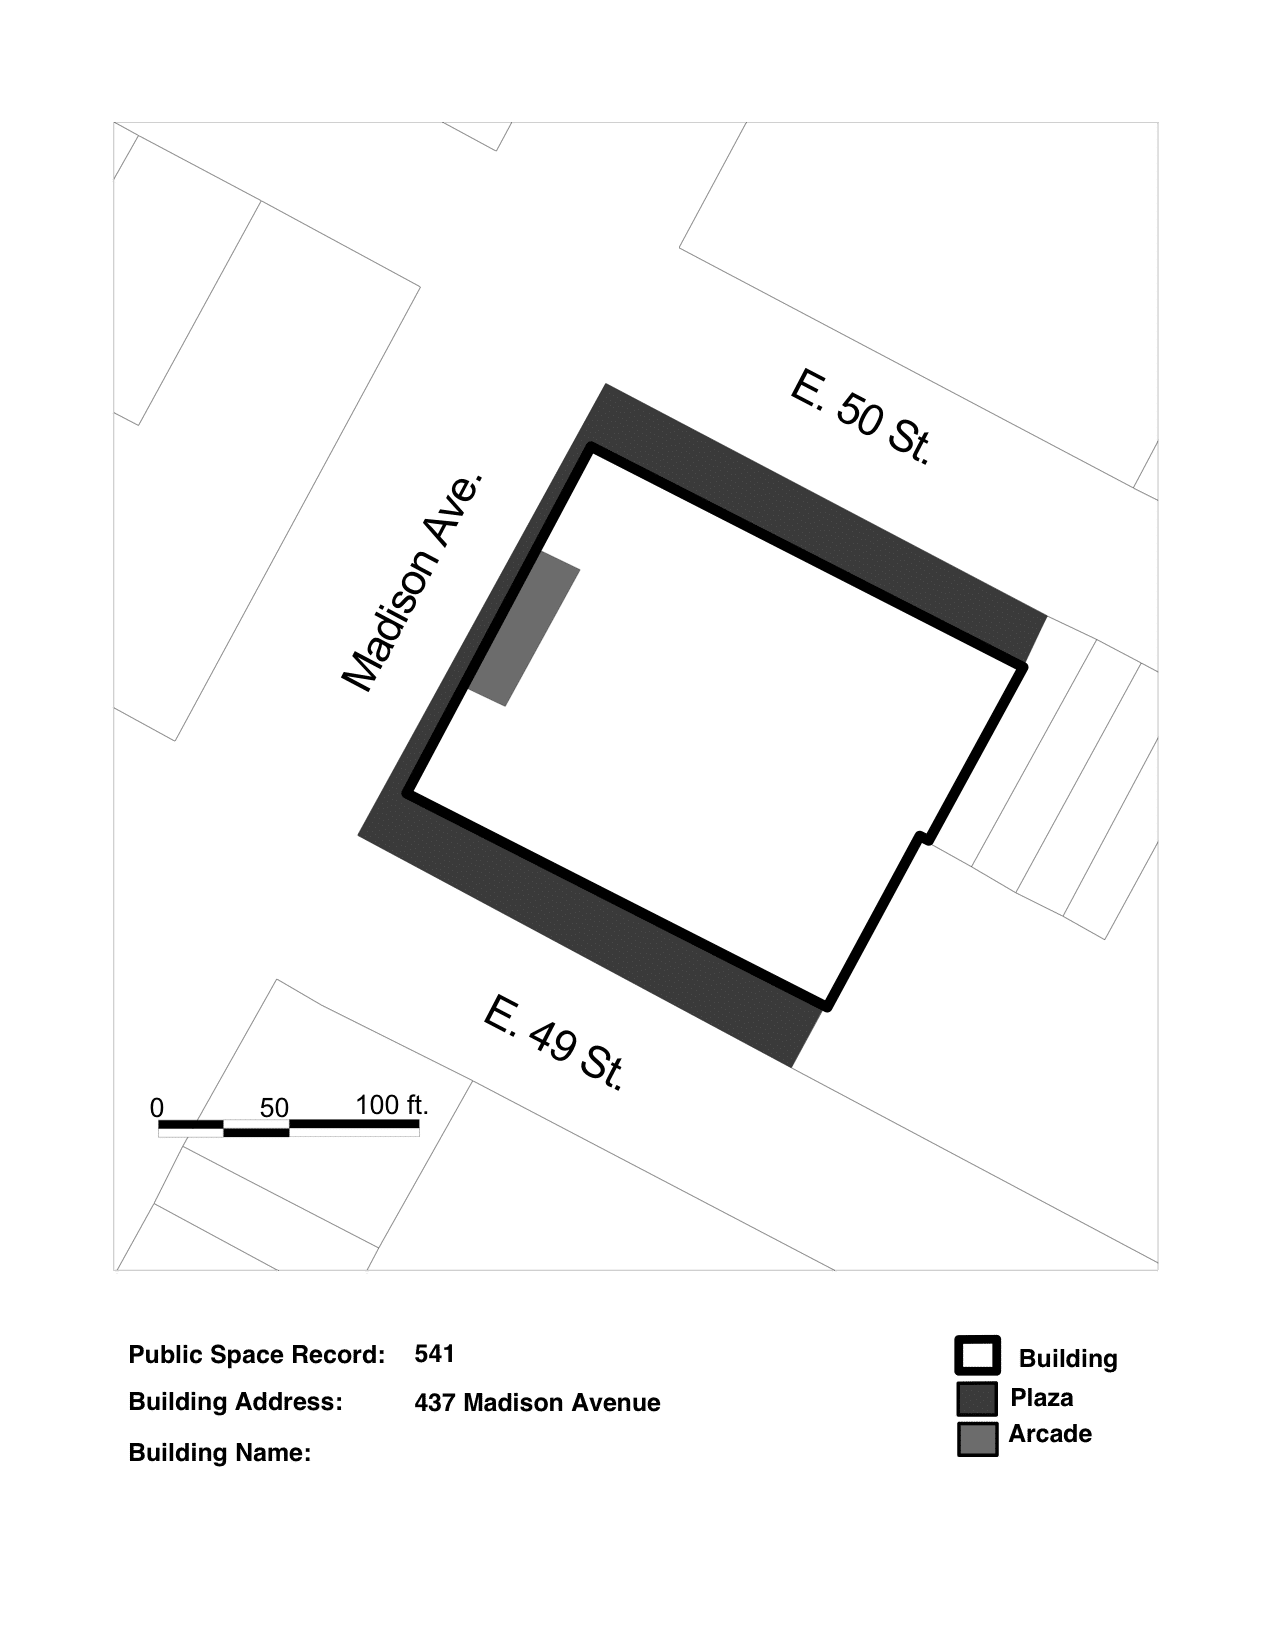 E. 50 St.
Madison Ave.
E. 49 St.
0 50 100 ft.
Public Space Record: 541
Building Address: 437 Madison Avenue
Building Name:
Building
Plaza
Arcade